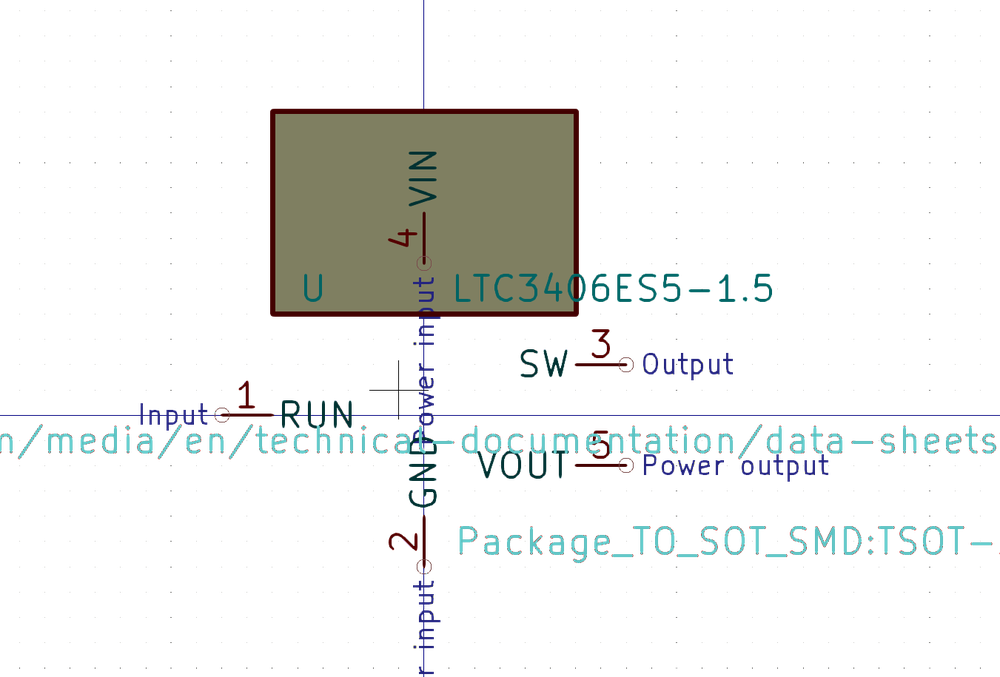 VIN
4
U LTC3406ES5-1.5
Power input
SW 3 Output
Input 1 RUN
n/media/en/technical-documentation/data-sheets
VOUT 5 Power output
GND
2
Package_TO_SOT_SMD:TSOT-
r input